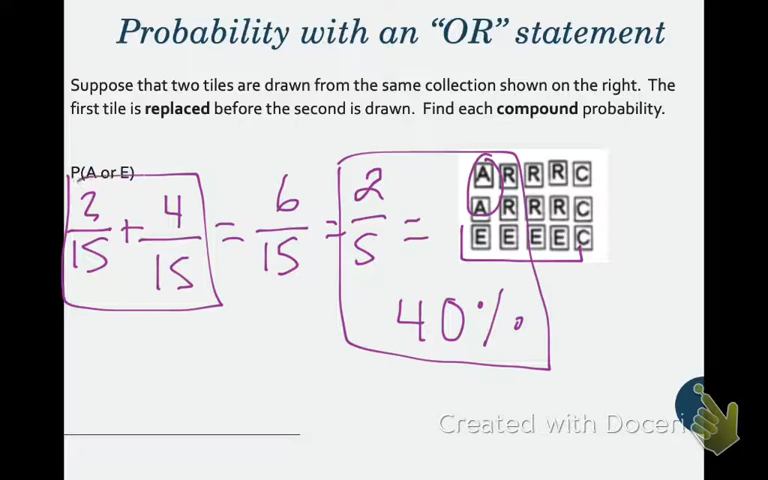 Probability with an “OR” statement
Suppose that two tiles are drawn from the same collection shown on the right. The
first tile is replaced before the second is drawn. Find each compound probability.
P(A or E)
2/15 + 4/15 = 6/15 = 2/5 =
40%
A R R R C
A R R R C
E E E E C
Created with Doceri